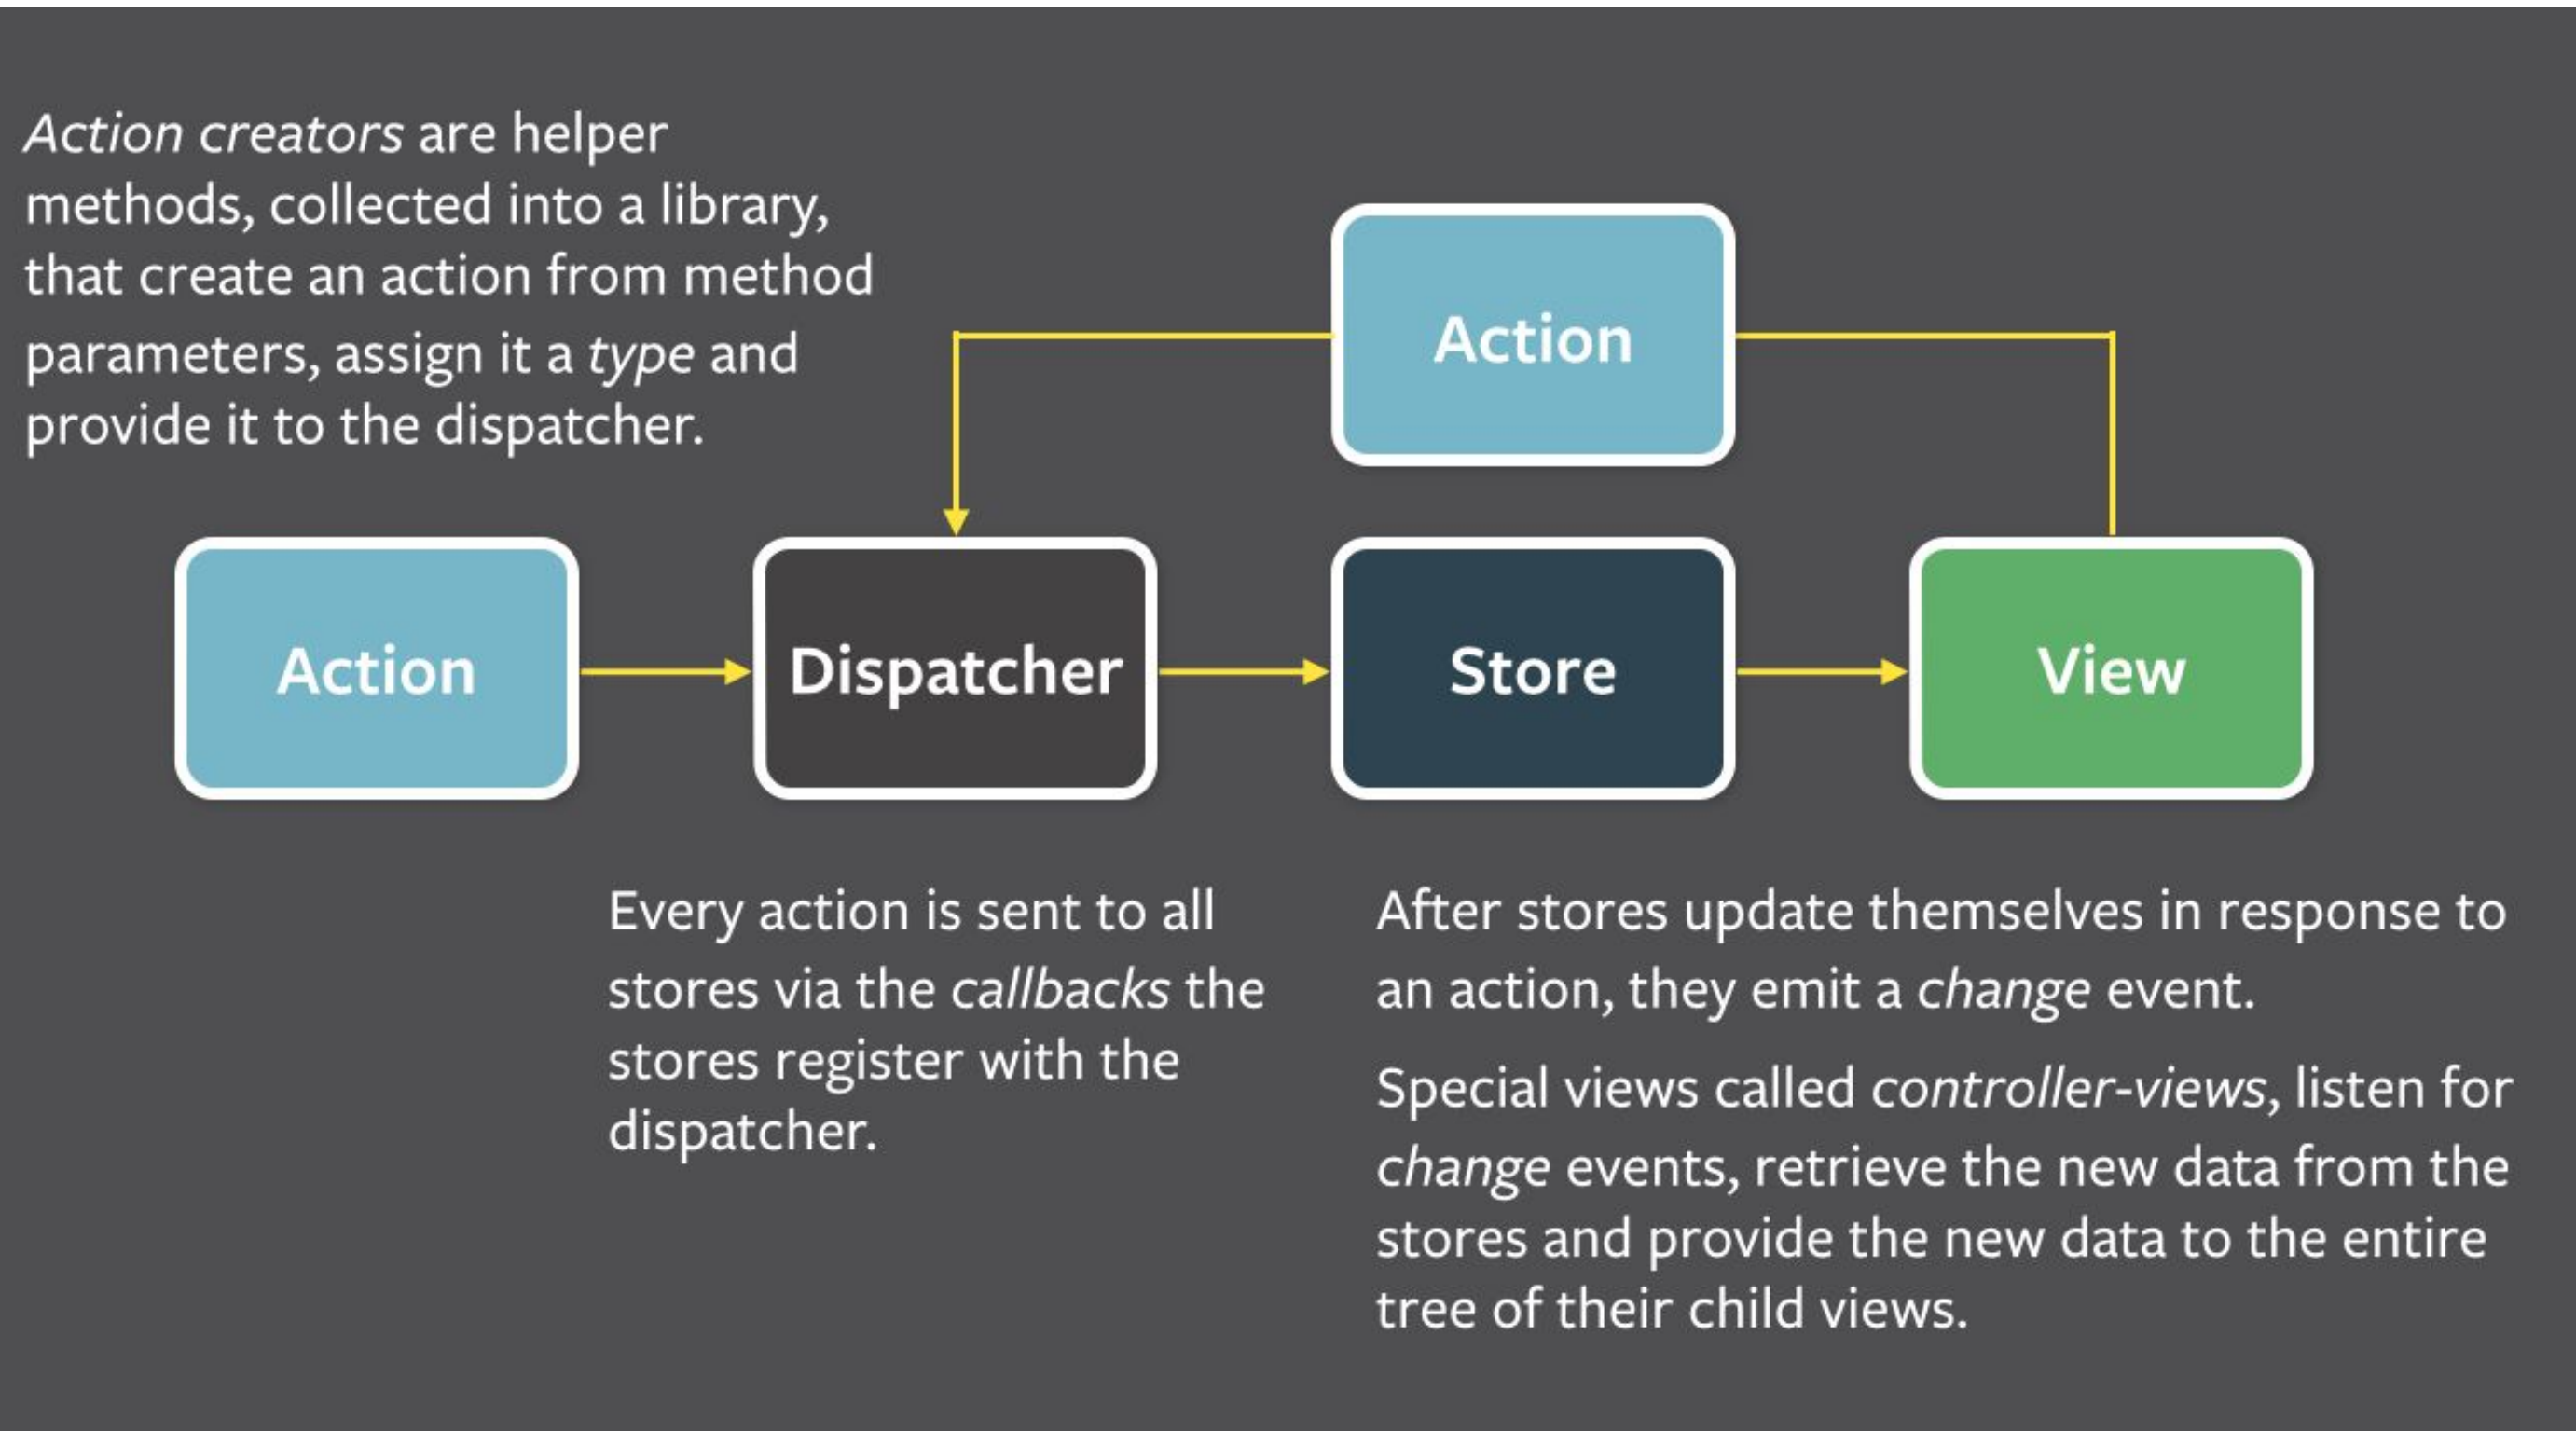 Action creators are helper
methods, collected into a library,
that create an action from method
parameters, assign it a type and
provide it to the dispatcher.
Action
Action
Dispatcher
Store
View
Every action is sent to all
stores via the callbacks the
stores register with the
dispatcher.
After stores update themselves in response to
an action, they emit a change event.
Special views called controller-views, listen for
change events, retrieve the new data from the
stores and provide the new data to the entire
tree of their child views.